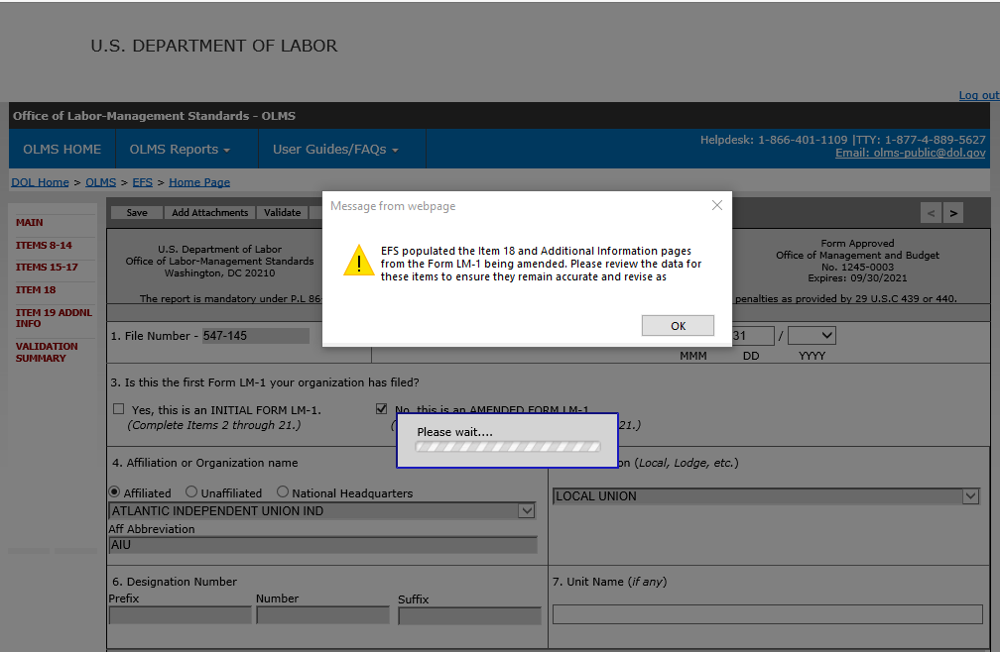 U.S. DEPARTMENT OF LABOR
Log out
Office of Labor-Management Standards - OLMS
OLMS HOME
OLMS Reports
User Guides/FAQs
Helpdesk: 1-866-401-1109 |TTY: 1-877-4-889-5627
Email: olms-public@dol.gov
DOL Home > OLMS > EFS > Home Page
MAIN
ITEMS 8-14
ITEMS 15-17
ITEM 18
ITEM 19 ADDNL
INFO
VALIDATION
SUMMARY
Save
Add Attachments
Validate
<
>
Message from webpage
EFS populated the Item 18 and Additional Information pages
from the Form LM-1 being amended. Please review the data for
these items to ensure they remain accurate and revise as
OK
U.S. Department of Labor
Office of Labor-Management Standards
Washington, DC 20210
Form Approved
Office of Management and Budget
No. 1245-0003
Expires: 09/30/2021
The report is mandatory under P.L 86
penalties as provided by 29 U.S.C 439 or 440.
1. File Number - 547-145
31 /
MMM DD YYYY
3. Is this the first Form LM-1 your organization has filed?
Yes, this is an INITIAL FORM LM-1.
(Complete Items 2 through 21.)
No, this is an AMENDED FORM LM-1
( 21.)
Please wait....
4. Affiliation or Organization name
Affiliated
Unaffiliated
National Headquarters
ATLANTIC INDEPENDENT UNION IND
Aff Abbreviation
AIU
on (Local, Lodge, etc.)
LOCAL UNION
6. Designation Number
Prefix
Number
Suffix
7. Unit Name (if any)